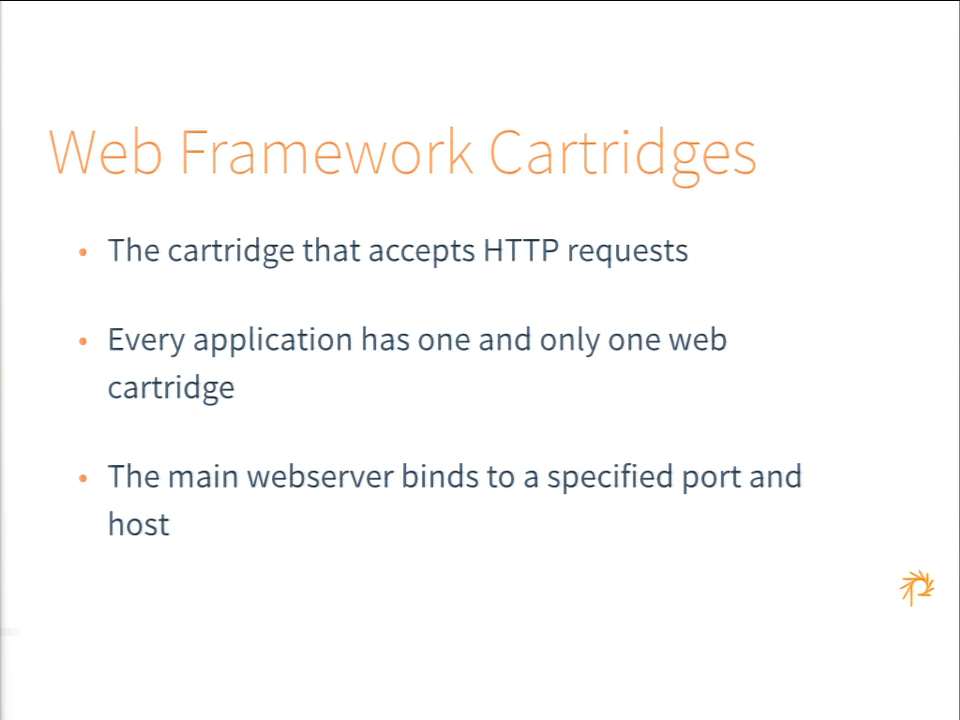 Web Framework Cartridges
• The cartridge that accepts HTTP requests
• Every application has one and only one web
cartridge
• The main webserver binds to a specified port and
host